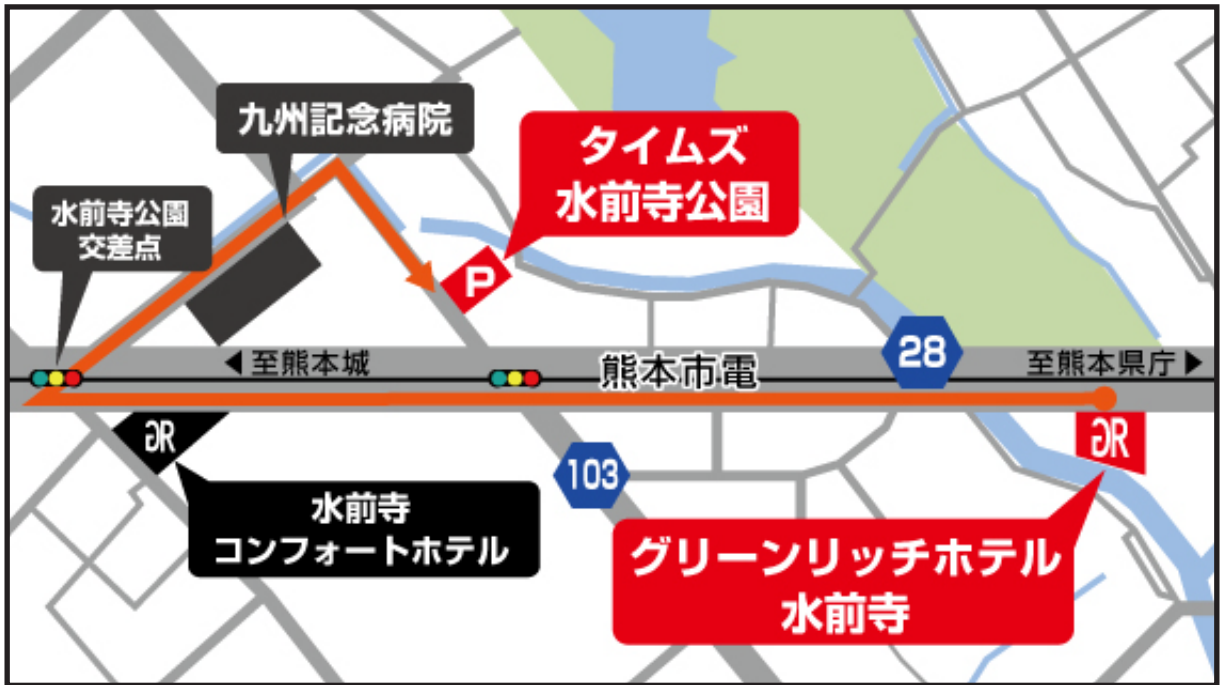 九州記念病院
タイムズ
水前寺公園
水前寺公園
交差点
P
◀至熊本城
熊本市電
28
至熊本県庁▶
GR
GR
103
水前寺
コンフォートホテル
グリーンリッチホテル
水前寺